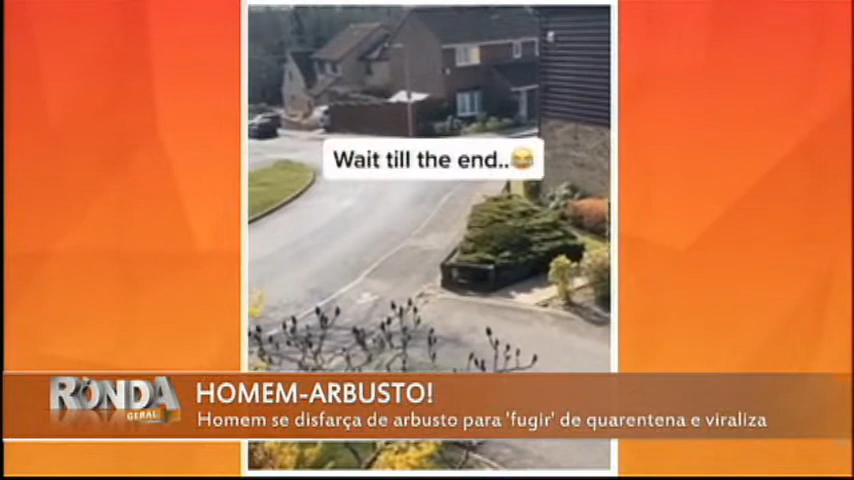 Wait till the end..😂
RONDA
GERAL
HOMEM-ARBUSTO!
Homem se disfarça de arbusto para 'fugir' de quarentena e viraliza